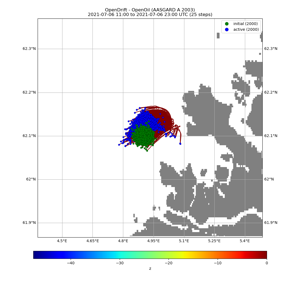 OpenDrift - OpenOil (AASGARD A 2003)
2021-07-06 11:00 to 2021-07-06 23:00 UTC (25 steps)
initial (2000)
active (2000)
62.3°N 62.3°N
62.2°N 62.2°N
62.1°N 62.1°N
62°N 62°N
61.9°N 61.9°N
4.5°E 4.65°E 4.8°E 4.95°E 5.1°E 5.25°E 5.4°E
−40 −30 −20 −10 0
z